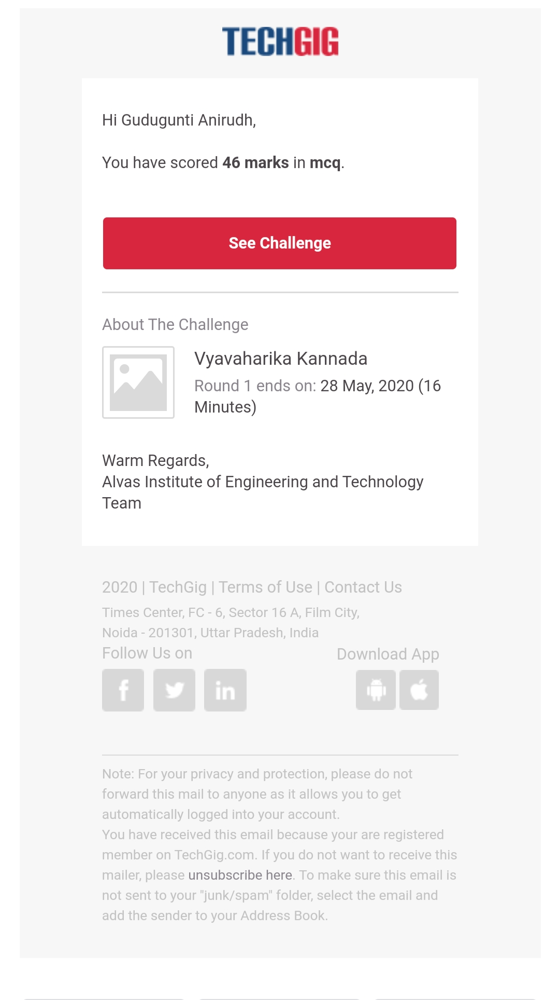 TECHGIG
Hi Gudugunti Anirudh,
You have scored 46 marks in mcq.
See Challenge
About The Challenge
Vyavaharika Kannada
Round 1 ends on: 28 May, 2020 (16
Minutes)
Warm Regards,
Alvas Institute of Engineering and Technology
Team
2020 | TechGig | Terms of Use | Contact Us
Times Center, FC - 6, Sector 16 A, Film City,
Noida - 201301, Uttar Pradesh, India
Follow Us on
Download App
f
in
Note: For your privacy and protection, please do not
forward this mail to anyone as it allows you to get
automatically logged into your account.
You have received this email because your are registered
member on TechGig.com. If you do not want to receive this
mailer, please unsubscribe here. To make sure this email is
not sent to your "junk/spam" folder, select the email and
add the sender to your Address Book.